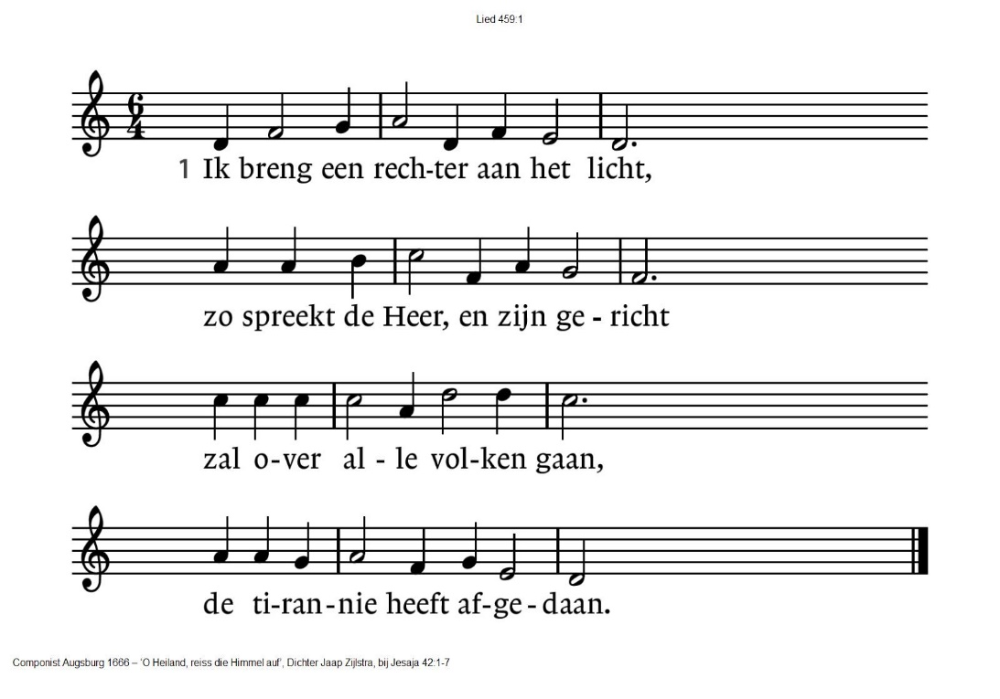 Lied 459:1
6
4
1 Ik breng een rech-ter aan het licht,
zo spreekt de Heer, en zijn ge - richt
zal o-ver al - le vol-ken gaan,
de ti-ran-nie heeft af-ge-daan.
Componist Augsburg 1666 – ‘O Heiland, reiss die Himmel auf’, Dichter Jaap Zijlstra, bij Jesaja 42:1-7